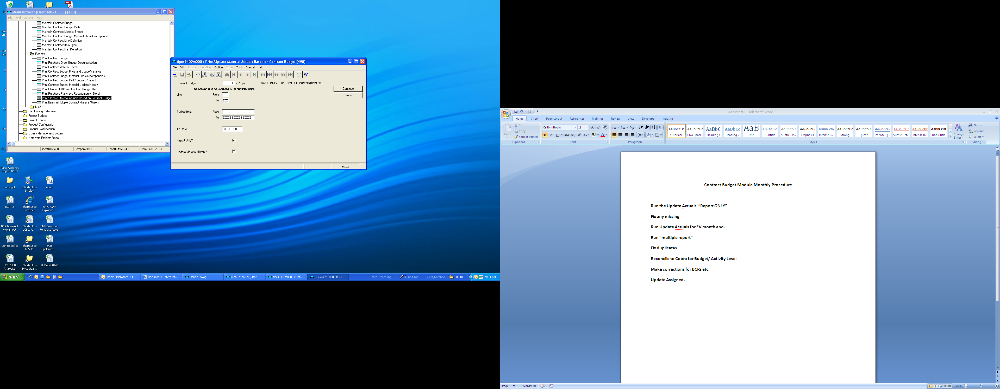 Menu browser [User: ld0913 ] [490]
File Find Options Help
Maintain Contract Budget
Maintain Contract Budget Parts
Maintain Contract Material Sheets
Maintain Contract Budget Material Ebom Discrepancies
Maintain Contract Line Definition
Maintain Contract Item Type
Maintain Contract Part Definition
Reports
Print Contract Budget
Print Purchase Order Budget Documentation
Print Contract Material Sheets
Print Contract Budget Price and Usage Variance
Print Contract Budget Material Ebom Discrepancies
Print Contract Budget Part Assigned Amount
Print Contract Budget Material Update History
Print Planned PRP and Contract Budget Reqs
Print Purchase Plans and Requirements - Detail
Print/Update Material Actuals Based on Contract Budget
Print Items in Multiple Contract Material Sheets
Misc.
Part Coding Database
Project Budget
Project Control
Product Configuration
Product Classification
Quality Management System
Hardware Problem Report
tipcs9402m000 Company:490 Baan02-MMC-490 Date:04-01-2013
tipcs9402m000 : Print/Update Material Actuals Based on Contract Budget [490]
File Edit Groups Workflow Option Order Tools Special Help
Contract Budget 4 Project 0471 CLIN 106 LCS 11 CONSTRUCTION
Continue
This session is to be used on LCS 9 and later ships
Line From
Cancel
To ZZZ
Budget Item From
To ZZZZZZZZZZZZZZZZ
To Date 03-30-2013
Report Only?
Update Material History?
enum
Parts Assigned
Report 0469
wInsight
Shortcut to
Display
email
BCR 18
Shortcut to
Internet
0471 CAP
Explanati...
BCR breakout
worksheet
Shortcut to
LCS11 U...
Matl Breakout
template Rev1
Jon to do list
Shortcut to
LCS 11
BCR
supplement ...
LCS11 UB
Analysis1
Shortcut to
Price Usa...
GL Detail 0465
start Inbox - Microsoft Out... Document1 - Microsof... Option Dialog Menu browser [User: ... tipcs9400m000 : Print... tipcs9402m000 : Print... Cobra Processing Desktop CAM_Notebooks 00 - RE 9:34 AM
Document1 - Microsoft Word
Home Insert Page Layout References Mailings Review View Developer Add-Ins
Paste
Cut
Copy
Format Painter
Clipboard
Calibri (Body) 11
Font
Paragraph
AaBbCcDc AaBbCcDc AaBbC AaBbCc AaB AaBbCc. AaBbCcDc AaBbCcDc AaBbCcDc AaBbCcDc AaBbCcDc AaBbCcDc AaBbCcDc AaBbCcDc AaBbCcDc
¶ Normal ¶ No Spaci... Heading 1 Heading 2 Title Subtitle Subtle Em... Emphasis Intense E... Strong Quote Intense Q... Subtle Ref... Intense R... Book Title
Change
Styles
Styles
Find
Replace
Select
Editing
Contract Budget Module Monthly Procedure
Run the Update Actuals “Report ONLY”
Fix any missing
Run Update Actuals for EV month end.
Run “multiple report”
Fix duplicates
Reconcile to Cobra for Budget/ Activity Level
Make corrections for BCRs etc.
Update Assigned.
Page: 1 of 1 Words: 40 120%